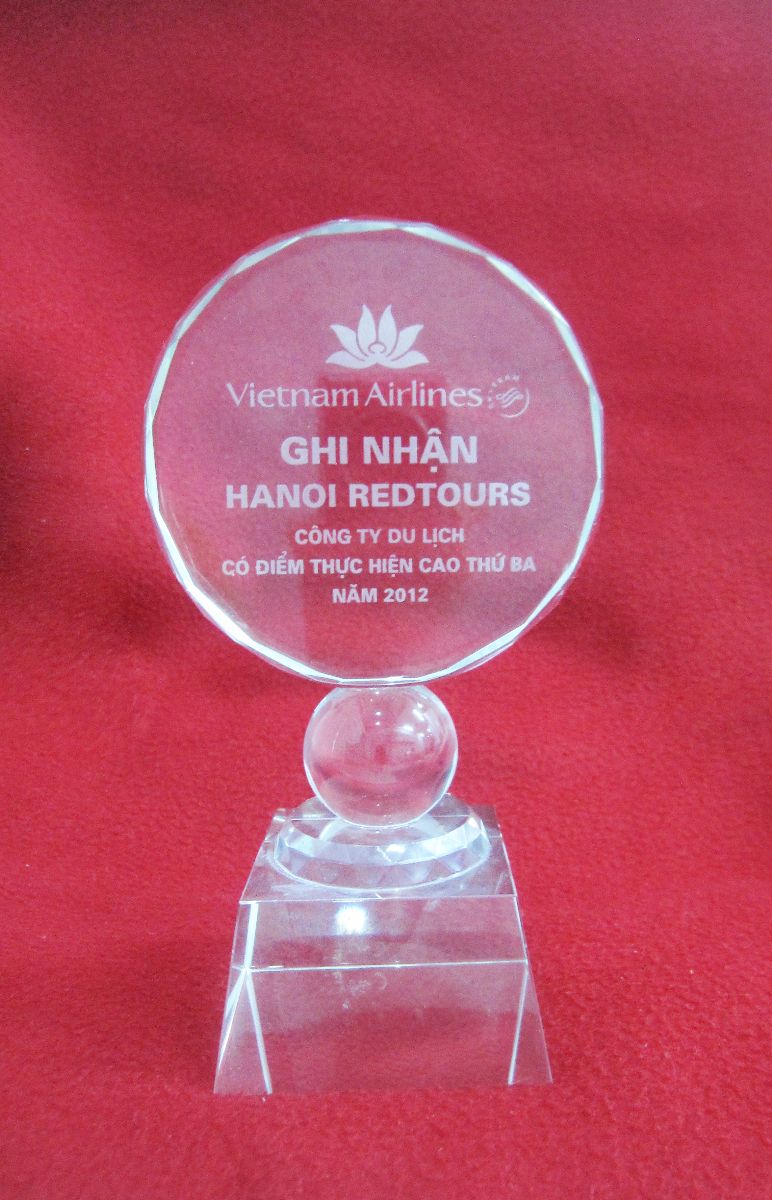 Vietnam Airlines SKYTEAM
GHI NHẬN
HANOI REDTOURS
CÔNG TY DU LỊCH
CÓ ĐIỂM THỰC HIỆN CAO THỨ BA
NĂM 2012